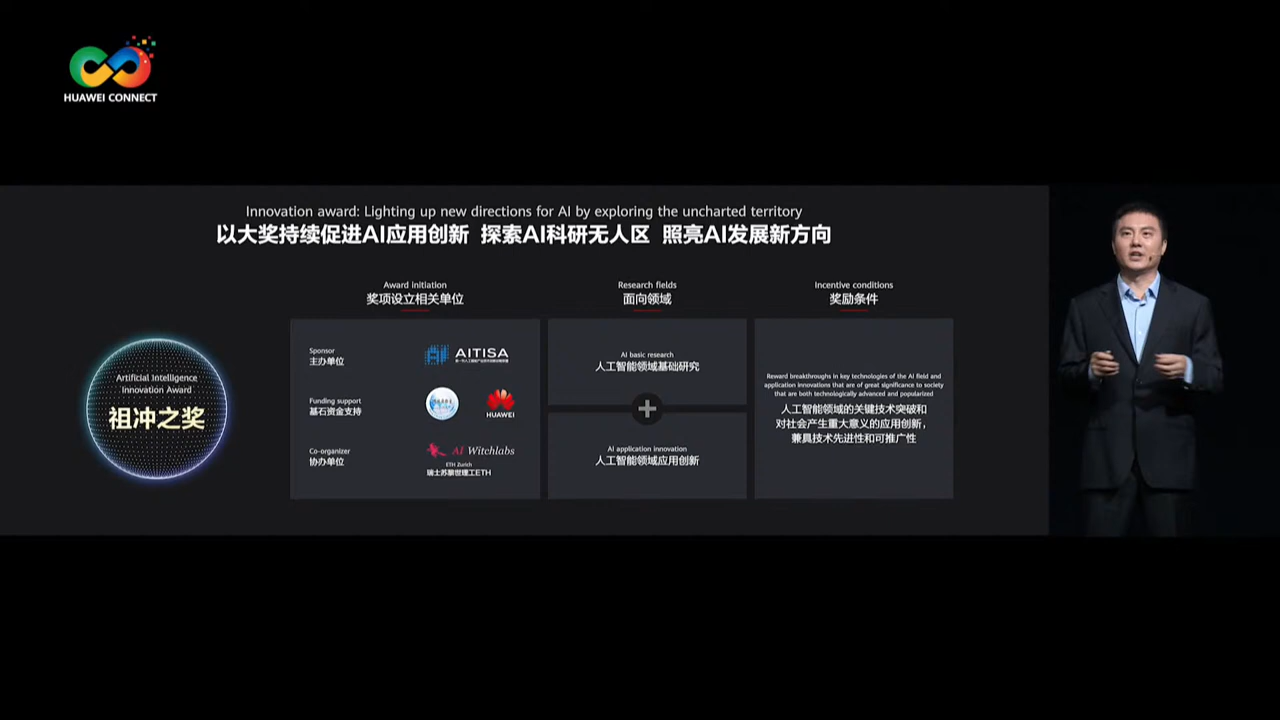 HUAWEI CONNECT
Innovation award: Lighting up new directions for AI by exploring the uncharted territory
以大奖持续促进AI应用创新 探索AI科研无人区 照亮AI发展新方向
Artificial Intelligence
Innovation Award
祖冲之奖
Award initiation
奖项设立相关单位
Sponsor
主办单位
AITISA
Funding support
基石资金支持
HUAWEI
Co-organizer
协办单位
AI Witchlabs
ETH Zurich
瑞士苏黎世理工ETH
Research fields
面向领域
AI basic research
人工智能领域基础研究
+
AI application innovation
人工智能领域应用创新
Incentive conditions
奖励条件
Reward breakthroughs in key technologies of the AI field and
application innovations that are of great significance to society
that are both technologically advanced and popularized
人工智能领域的关键技术突破和
对社会产生重大意义的应用创新，
兼具技术先进性和可推广性